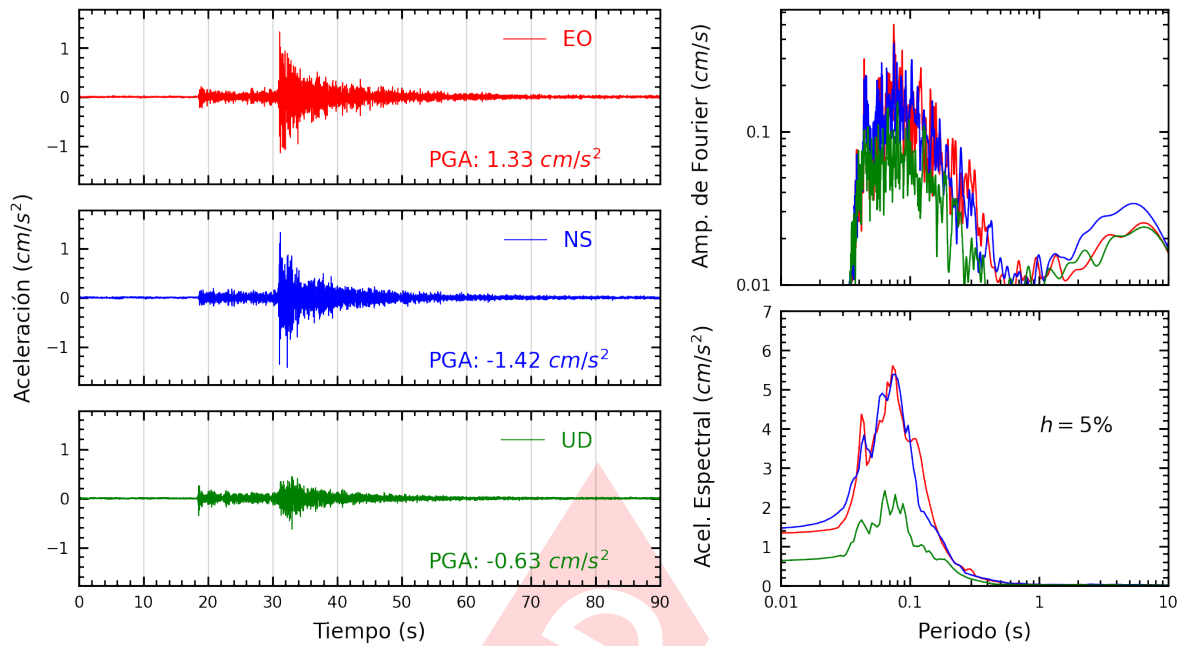 EO
PGA: 1.33 cm/s²
1
0
−1
NS
PGA: -1.42 cm/s²
1
0
−1
UD
PGA: -0.63 cm/s²
1
0
−1
Aceleración (cm/s²)
0 10 20 30 40 50 60 70 80 90
Tiempo (s)
Amp. de Fourier (cm/s)
0.1
0.01
Acel. Espectral (cm/s²)
7
6
5
4
3
2
1
0
h = 5%
0.01 0.1 1 10
Periodo (s)